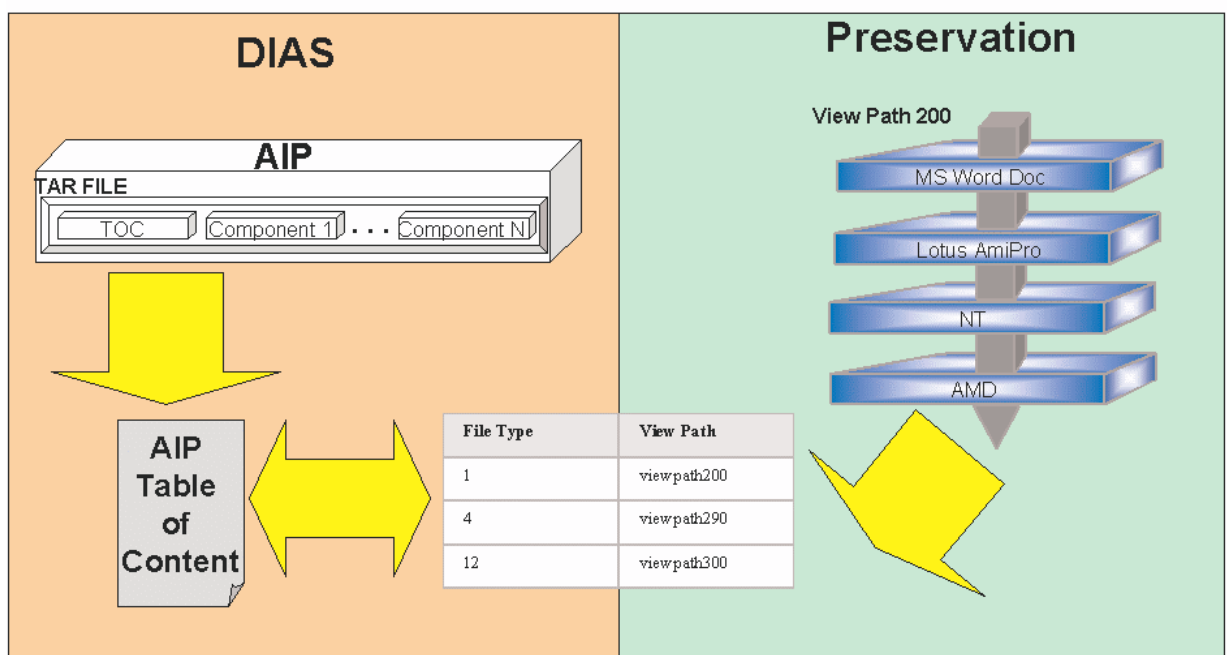 DIAS
AIP
TAR FILE
TOC
Component 1
. . .
Component N
AIP
Table
of
Content
Preservation
View Path 200
MS Word Doc
Lotus AmiPro
NT
AMD
File Type View Path
1 viewpath200
4 viewpath290
12 viewpath300